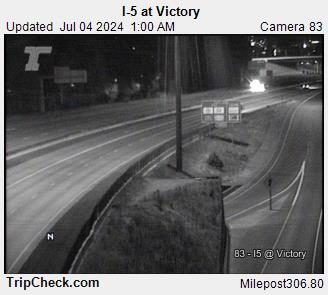 I-5 at Victory
Updated  Jul 04 2024  1:00 AM
Camera 83
T
N
83 - I5 @ Victory
TripCheck.com
Milepost306.80